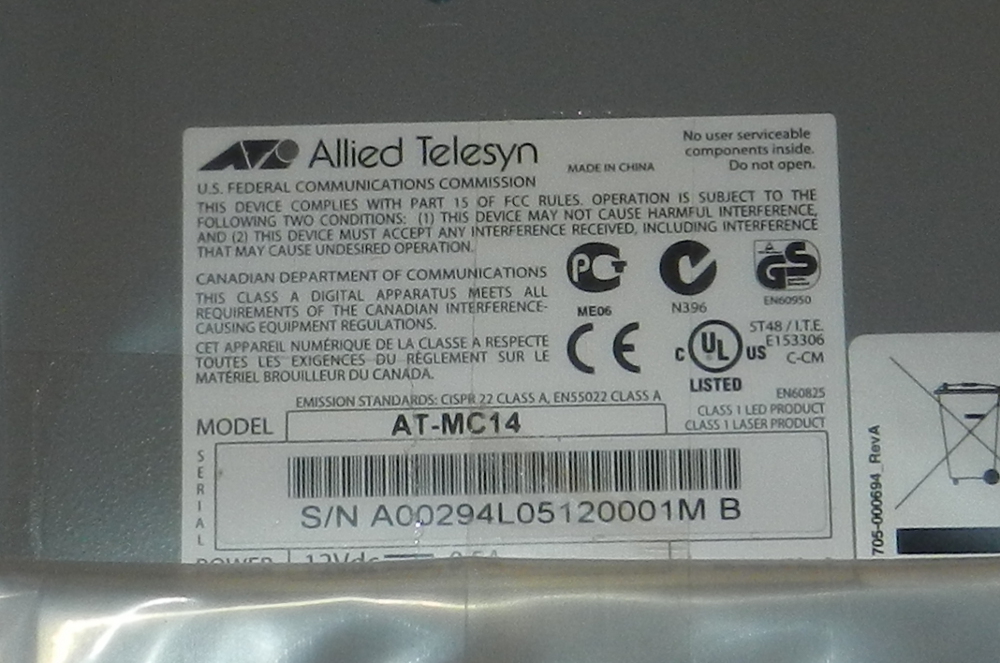 Allied Telesyn
MADE IN CHINA
No user serviceable
components inside.
Do not open.
U.S. FEDERAL COMMUNICATIONS COMMISSION
THIS DEVICE COMPLIES WITH PART 15 OF FCC RULES. OPERATION IS SUBJECT TO THE
FOLLOWING TWO CONDITIONS: (1) THIS DEVICE MAY NOT CAUSE HARMFUL INTERFERENCE,
AND (2) THIS DEVICE MUST ACCEPT ANY INTERFERENCE RECEIVED, INCLUDING INTERFERENCE
THAT MAY CAUSE UNDESIRED OPERATION.
CANADIAN DEPARTMENT OF COMMUNICATIONS
THIS CLASS A DIGITAL APPARATUS MEETS ALL
REQUIREMENTS OF THE CANADIAN INTERFERENCE-
CAUSING EQUIPMENT REGULATIONS.
CET APPAREIL NUMÉRIQUE DE LA CLASSE A RESPECTE
TOUTES LES EXIGENCES DU RÈGLEMENT SUR LE
MATÉRIEL BROUILLEUR DU CANADA.
ME06
N396
GS
EN60950
CE
C UL US
LISTED
5T48 / I.T.E.
E153306
C-CM
EMISSION STANDARDS: CISPR 22 CLASS A, EN55022 CLASS A
EN60825
CLASS 1 LED PRODUCT
CLASS 1 LASER PRODUCT
MODEL
AT-MC14
SERIAL
S/N A00294L05120001M B
POWER
12Vdc
0.5A
705-000694_RevA